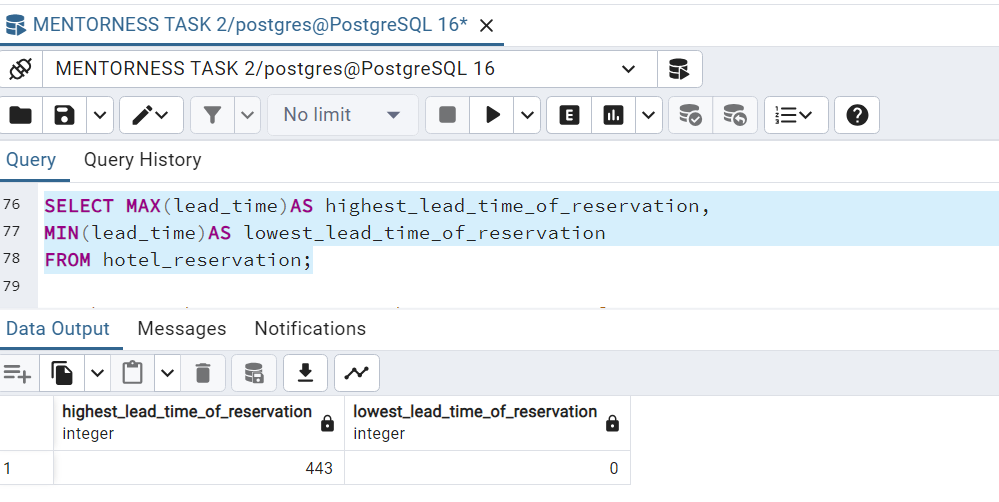 MENTORNESS TASK 2/postgres@PostgreSQL 16*
MENTORNESS TASK 2/postgres@PostgreSQL 16
No limit
E
Query
Query History
76 SELECT MAX(lead_time)AS highest_lead_time_of_reservation,
77 MIN(lead_time)AS lowest_lead_time_of_reservation
78 FROM hotel_reservation;
79
Data Output
Messages
Notifications
highest_lead_time_of_reservation
integer
lowest_lead_time_of_reservation
integer
1 443 0